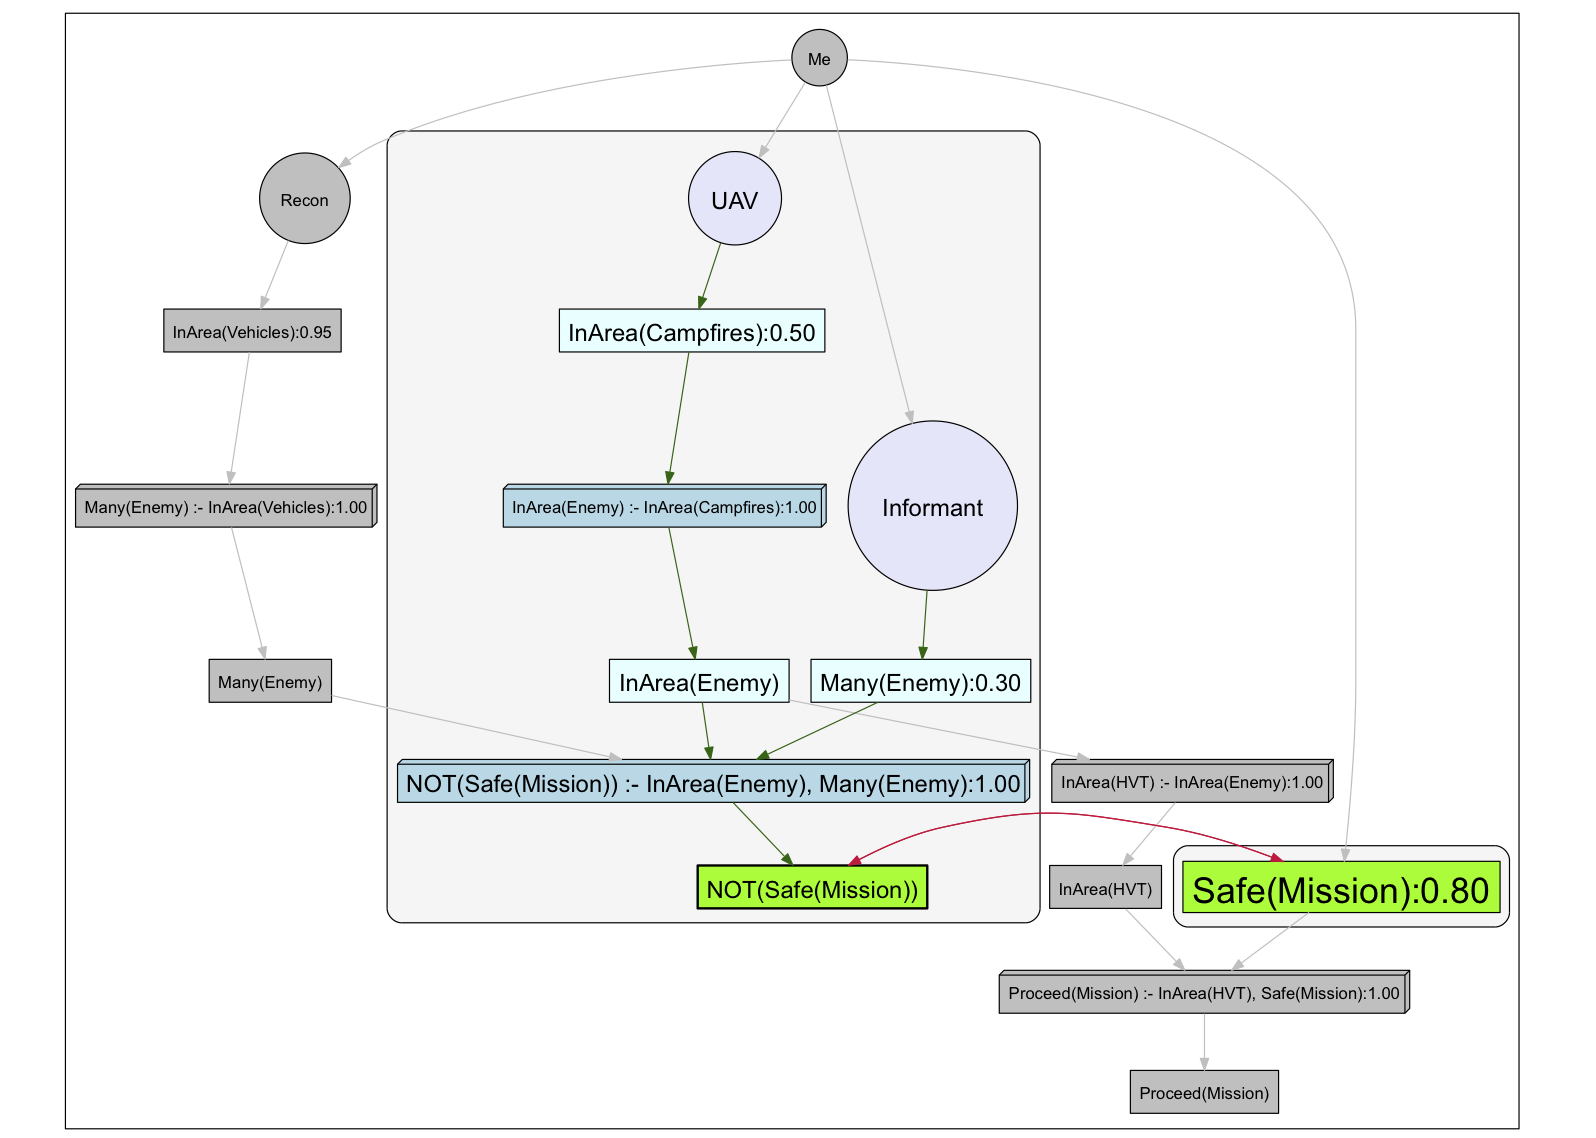 Me
Recon
UAV
InArea(Vehicles):0.95
InArea(Campfires):0.50
Many(Enemy) :- InArea(Vehicles):1.00
InArea(Enemy) :- InArea(Campfires):1.00
Informant
Many(Enemy)
InArea(Enemy)
Many(Enemy):0.30
NOT(Safe(Mission)) :- InArea(Enemy), Many(Enemy):1.00
InArea(HVT) :- InArea(Enemy):1.00
NOT(Safe(Mission))
InArea(HVT)
Safe(Mission):0.80
Proceed(Mission) :- InArea(HVT), Safe(Mission):1.00
Proceed(Mission)